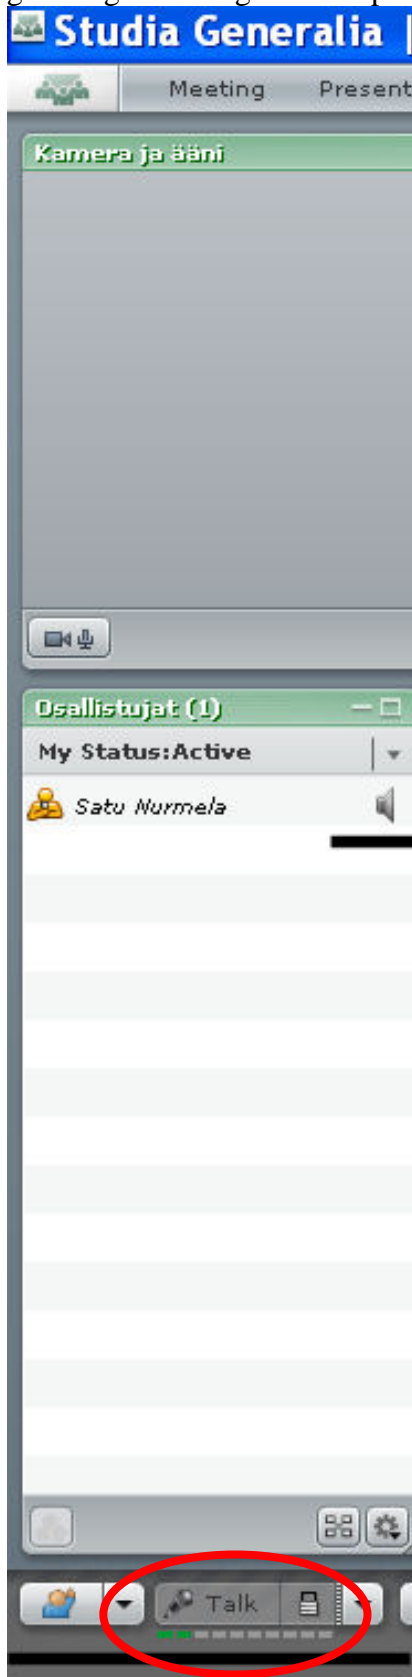 Studia Generalia
Meeting Present
Kamera ja ääni
Osallistujat (1)
My Status:Active
Satu Nurmela
Talk